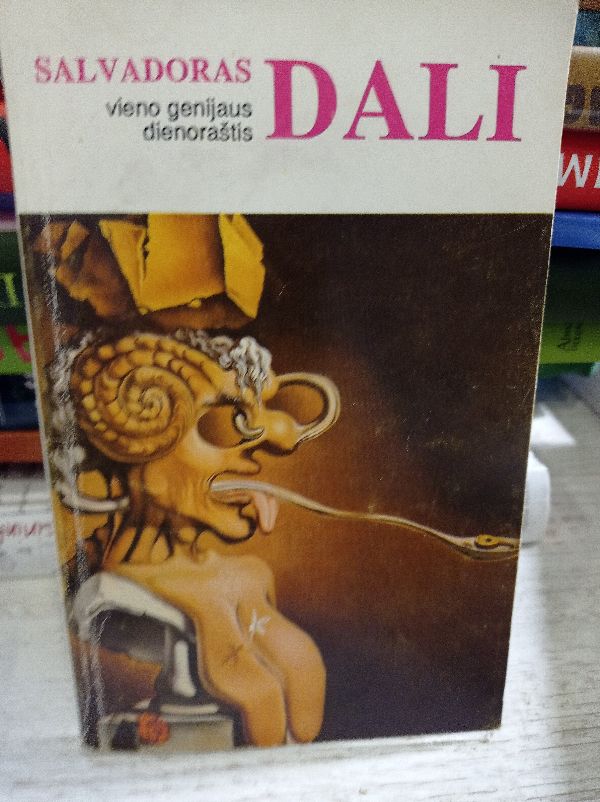 SALVADORAS
DALI
vieno genijaus
dienoraštis